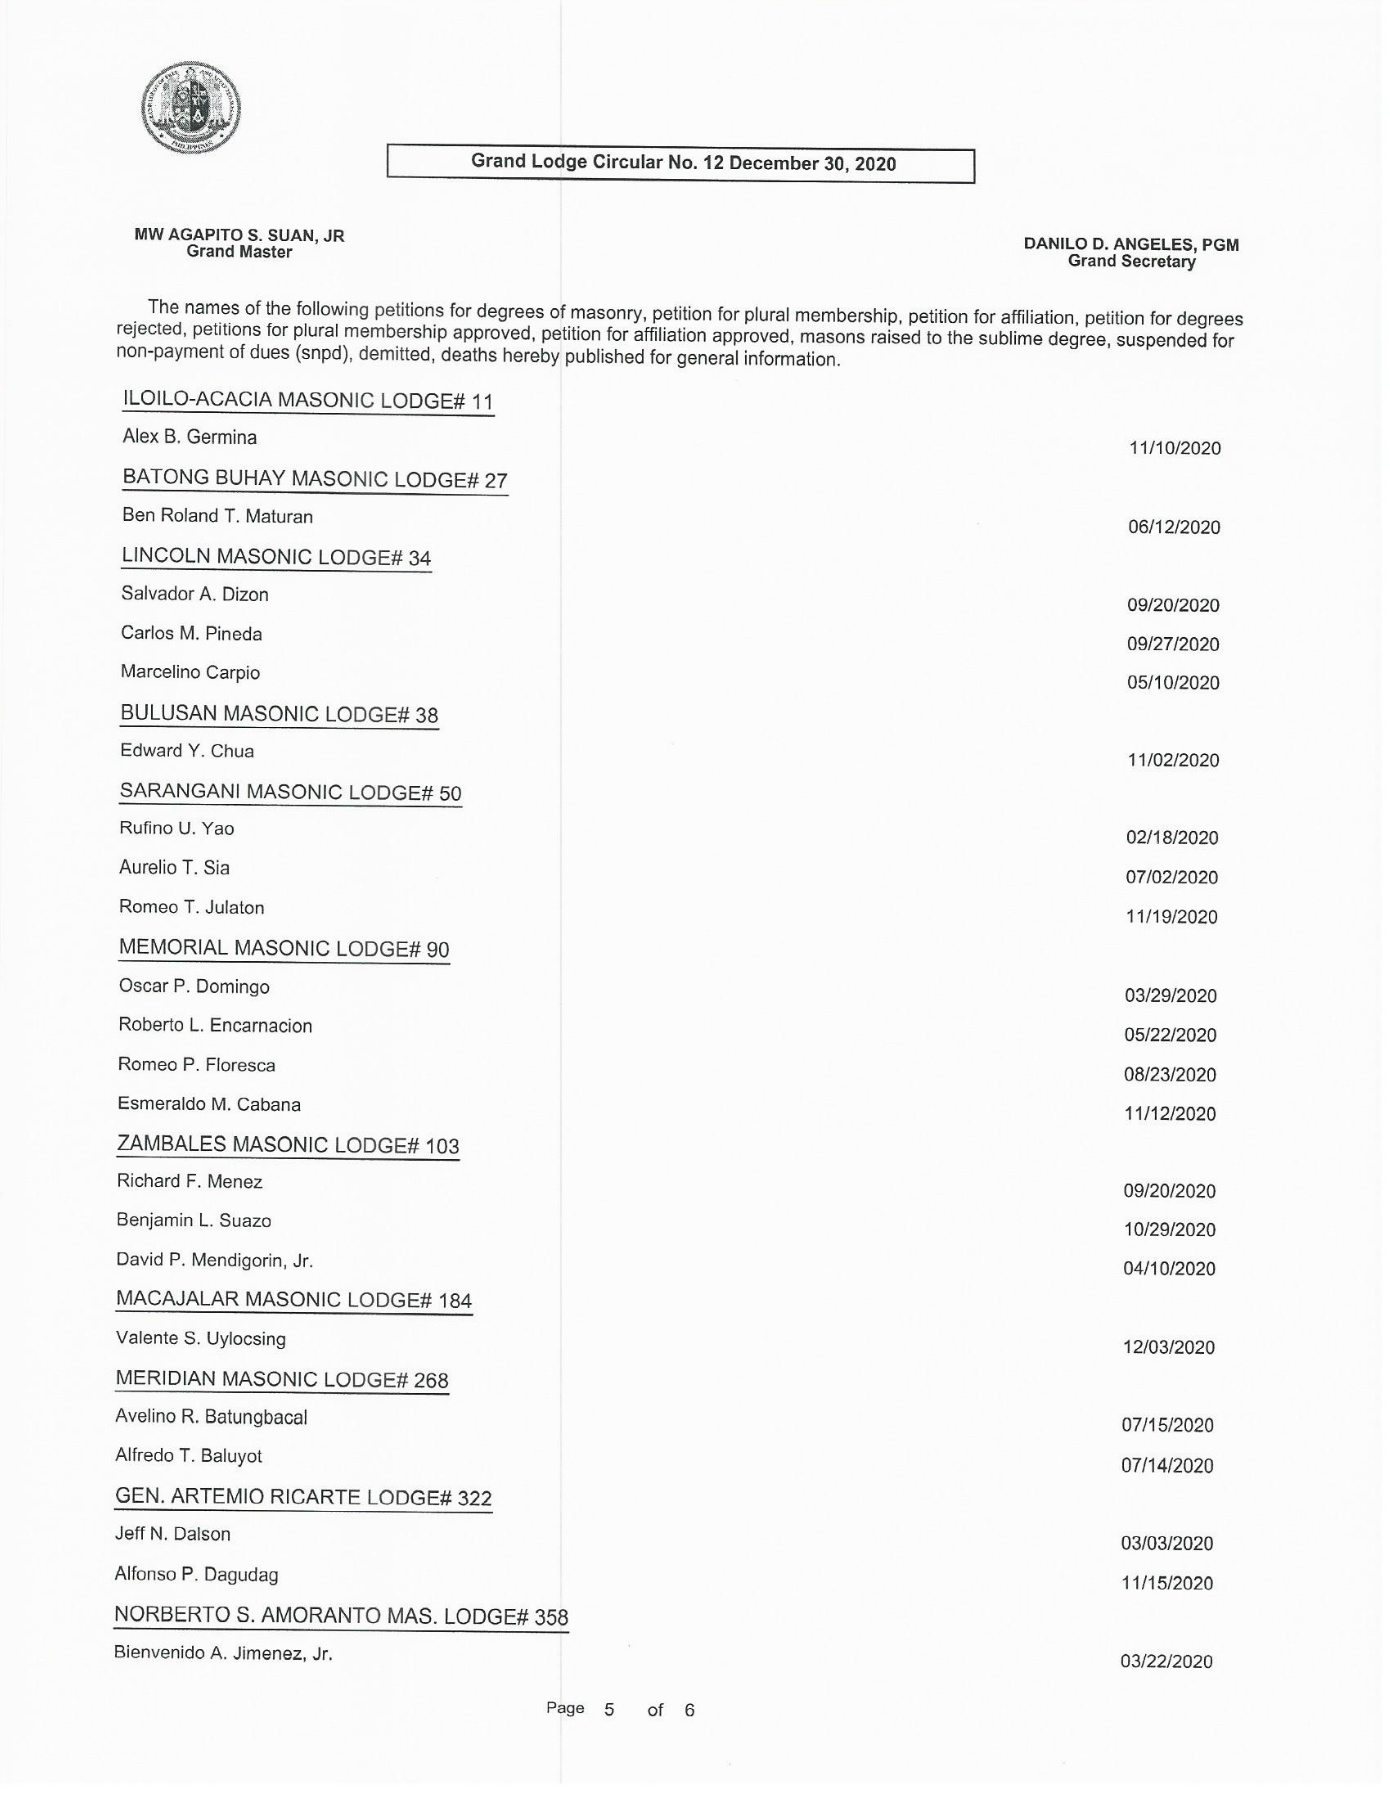 Grand Lodge Circular No. 12 December 30, 2020
MW AGAPITO S. SUAN, JR
Grand Master
DANILO D. ANGELES, PGM
Grand Secretary
The names of the following petitions for degrees of masonry, petition for plural membership, petition for affiliation, petition for degrees
rejected, petitions for plural membership approved, petition for affiliation approved, masons raised to the sublime degree, suspended for
non-payment of dues (snpd), demitted, deaths hereby published for general information.
ILOILO-ACACIA MASONIC LODGE# 11
Alex B. Germina 11/10/2020
BATONG BUHAY MASONIC LODGE# 27
Ben Roland T. Maturan 06/12/2020
LINCOLN MASONIC LODGE# 34
Salvador A. Dizon 09/20/2020
Carlos M. Pineda 09/27/2020
Marcelino Carpio 05/10/2020
BULUSAN MASONIC LODGE# 38
Edward Y. Chua 11/02/2020
SARANGANI MASONIC LODGE# 50
Rufino U. Yao 02/18/2020
Aurelio T. Sia 07/02/2020
Romeo T. Julaton 11/19/2020
MEMORIAL MASONIC LODGE# 90
Oscar P. Domingo 03/29/2020
Roberto L. Encarnacion 05/22/2020
Romeo P. Floresca 08/23/2020
Esmeraldo M. Cabana 11/12/2020
ZAMBALES MASONIC LODGE# 103
Richard F. Menez 09/20/2020
Benjamin L. Suazo 10/29/2020
David P. Mendigorin, Jr. 04/10/2020
MACAJALAR MASONIC LODGE# 184
Valente S. Uylocsing 12/03/2020
MERIDIAN MASONIC LODGE# 268
Avelino R. Batungbacal 07/15/2020
Alfredo T. Baluyot 07/14/2020
GEN. ARTEMIO RICARTE LODGE# 322
Jeff N. Dalson 03/03/2020
Alfonso P. Dagudag 11/15/2020
NORBERTO S. AMORANTO MAS. LODGE# 358
Bienvenido A. Jimenez, Jr. 03/22/2020
Page 5 of 6